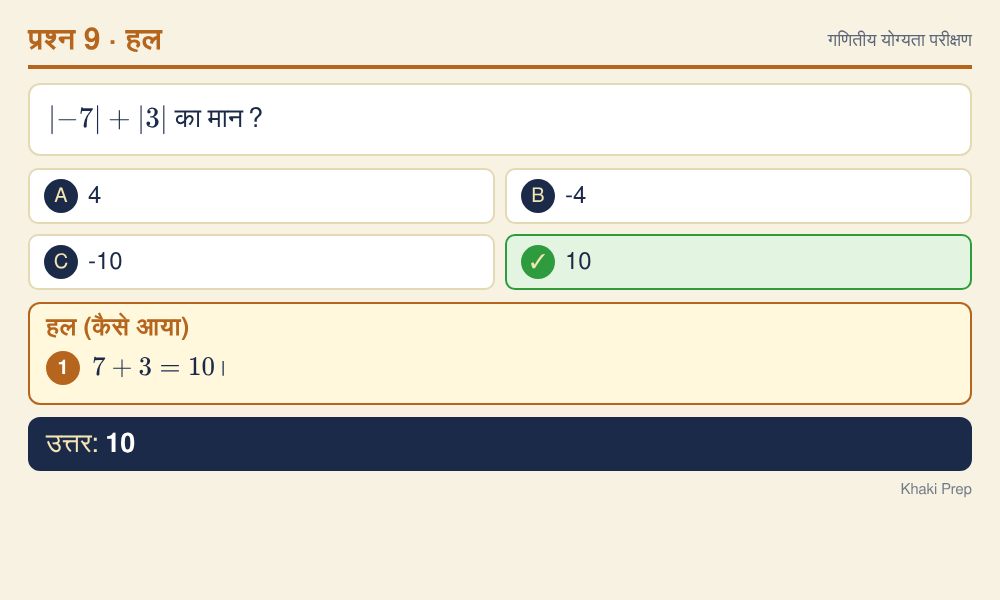 प्रश्न 9 · हल
गणितीय योग्यता परीक्षण
|−7| + |3| का मान ?
A 4
B -4
C -10
✓ 10
हल (कैसे आया)
1 7 + 3 = 10।
उत्तर: 10
Khaki Prep